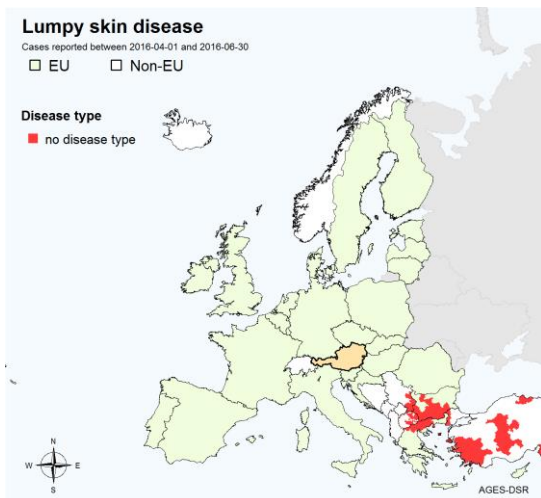 Lumpy skin disease
Cases reported between 2016-04-01 and 2016-06-30
EU Non-EU
Disease type
no disease type
N
W E
S
AGES-DSR